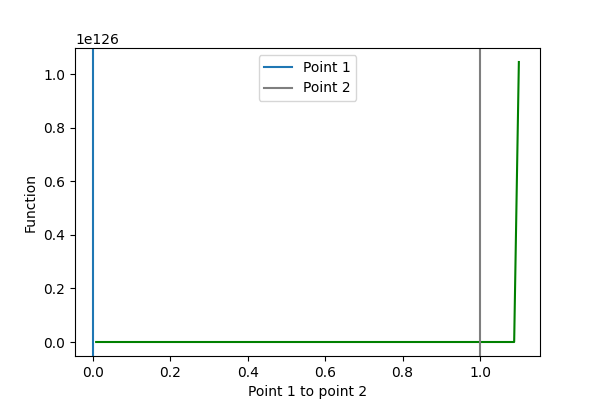 1e126
1.0
0.8
0.6
0.4
0.2
0.0
Function
Point 1
Point 2
0.0 0.2 0.4 0.6 0.8 1.0
Point 1 to point 2